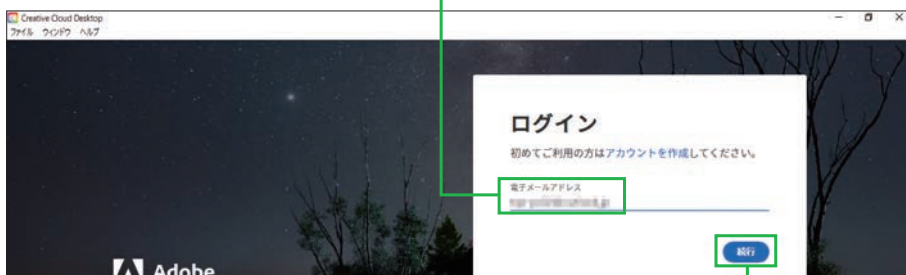 Creative Cloud Desktop
ファイル ウィンドウ ヘルプ
ログイン
初めてご利用の方はアカウントを作成してください。
電子メールアドレス
続行
Adobe